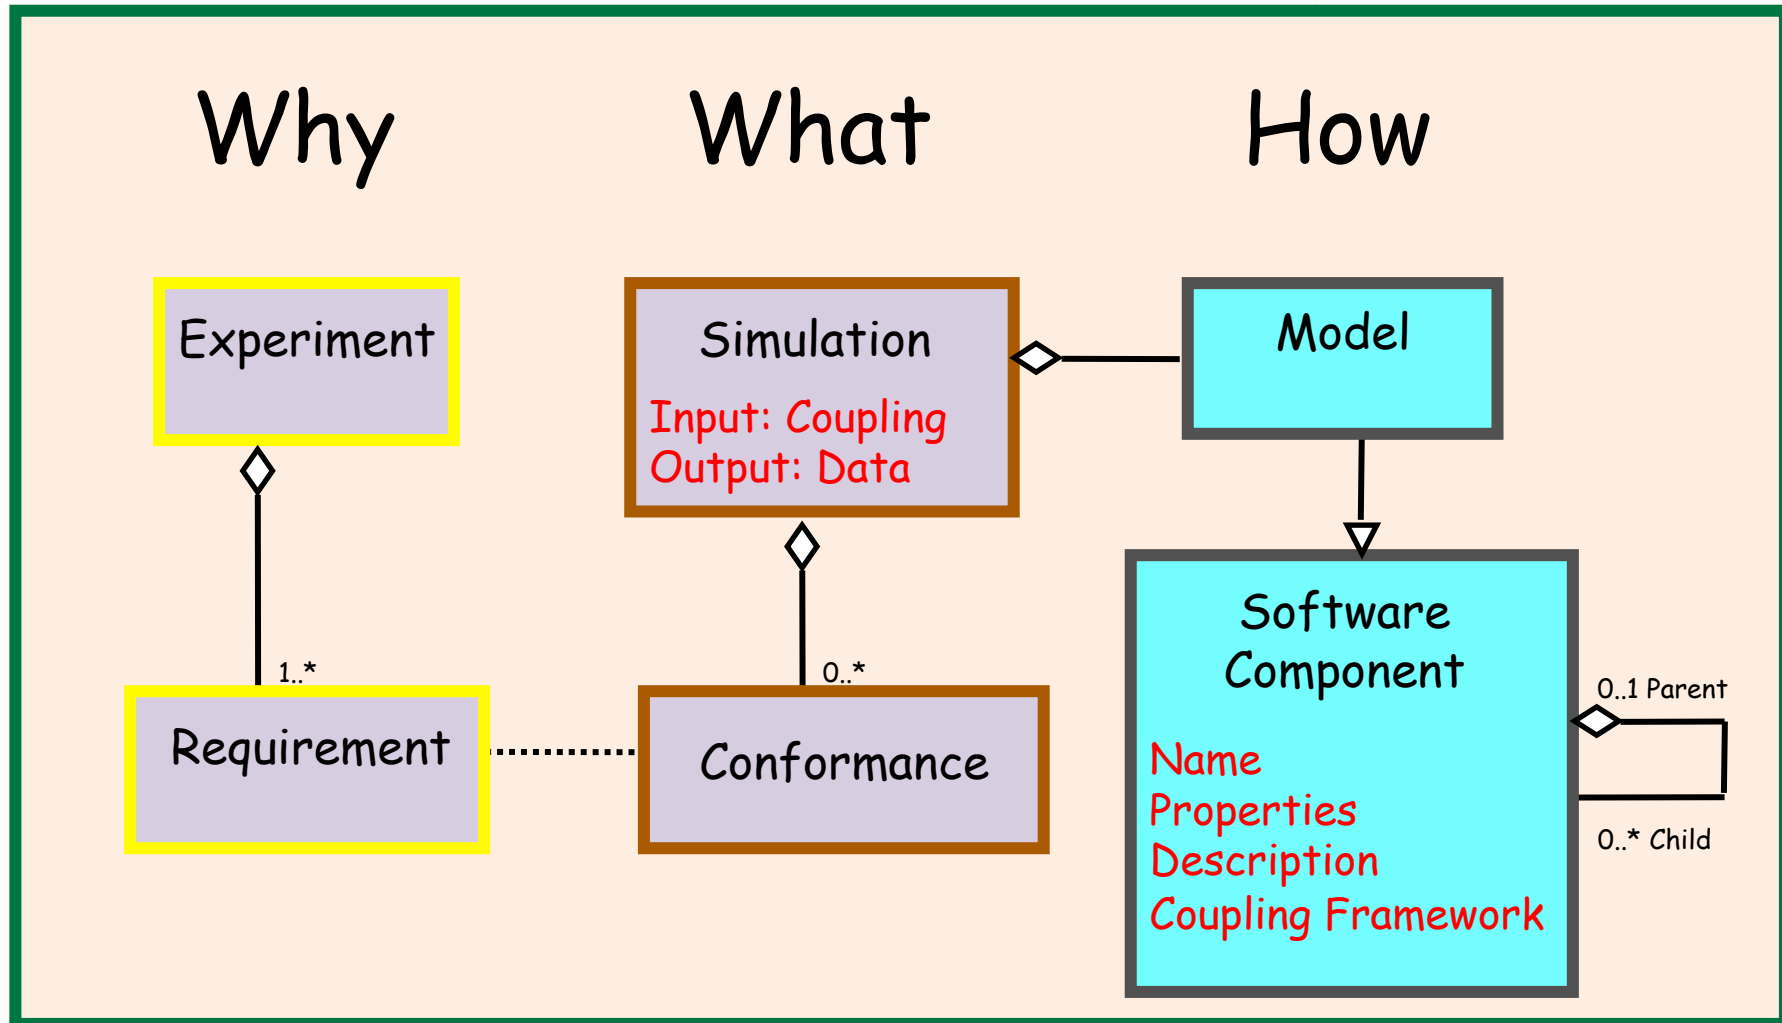 Why
What
How
Experiment
1..*
Requirement
Simulation
Input: Coupling
Output: Data
0..*
Conformance
Model
Software
Component
Name
Properties
Description
Coupling Framework
0..1 Parent
0..* Child